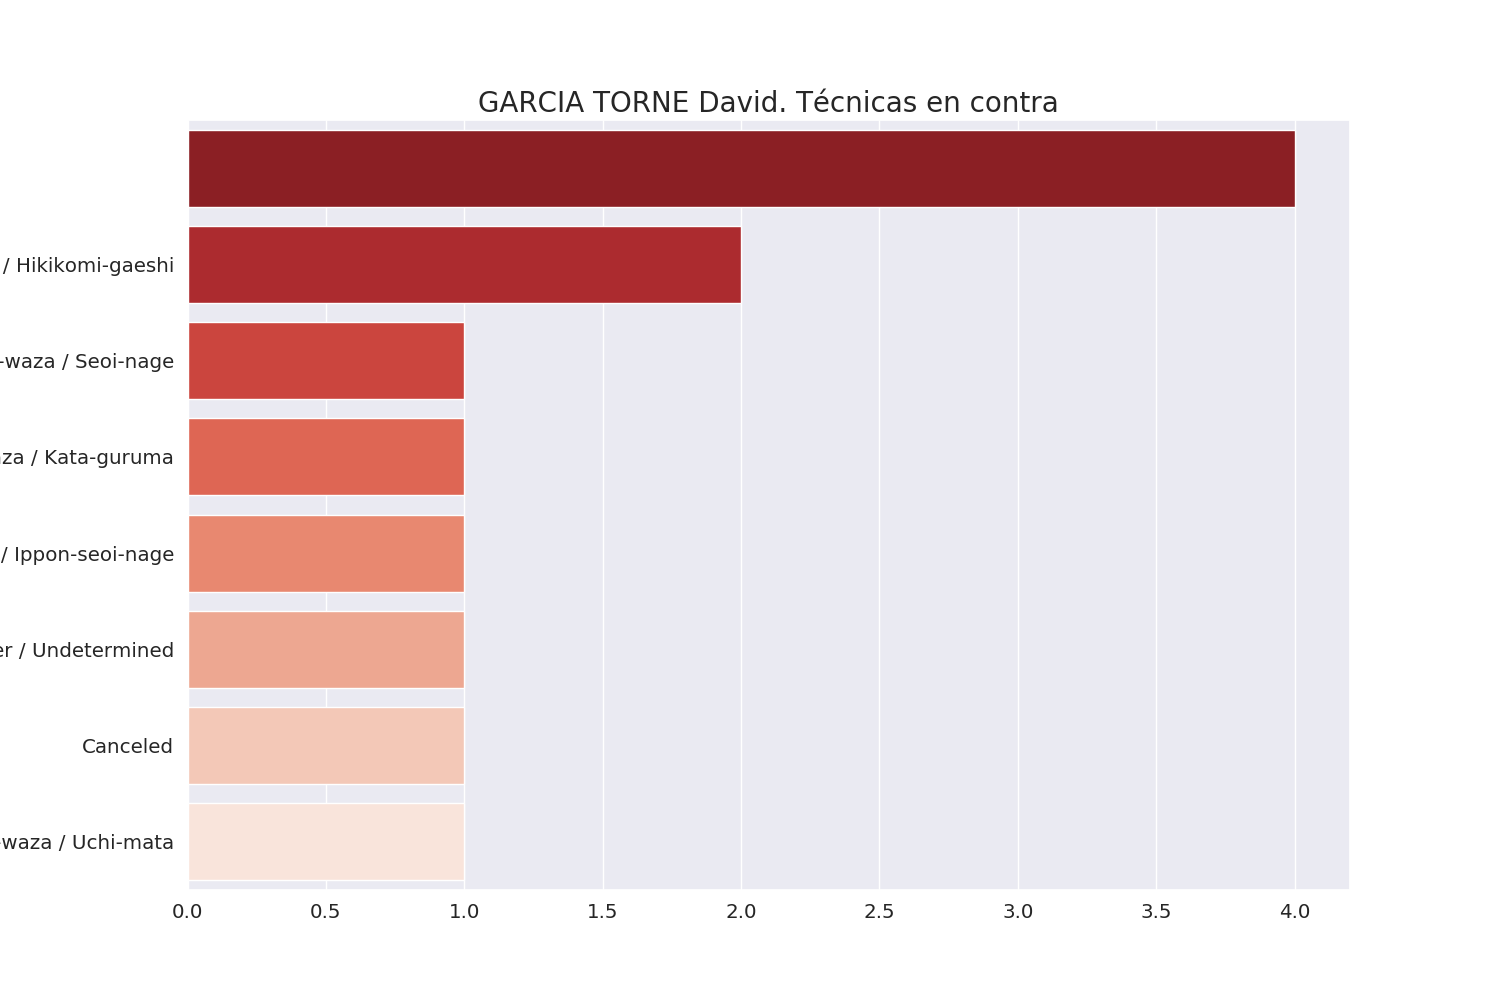 GARCIA TORNE David. Técnicas en contra
/ Hikikomi-gaeshi
-waza / Seoi-nage
za / Kata-guruma
/ Ippon-seoi-nage
er / Undetermined
Canceled
-waza / Uchi-mata
0.0 0.5 1.0 1.5 2.0 2.5 3.0 3.5 4.0